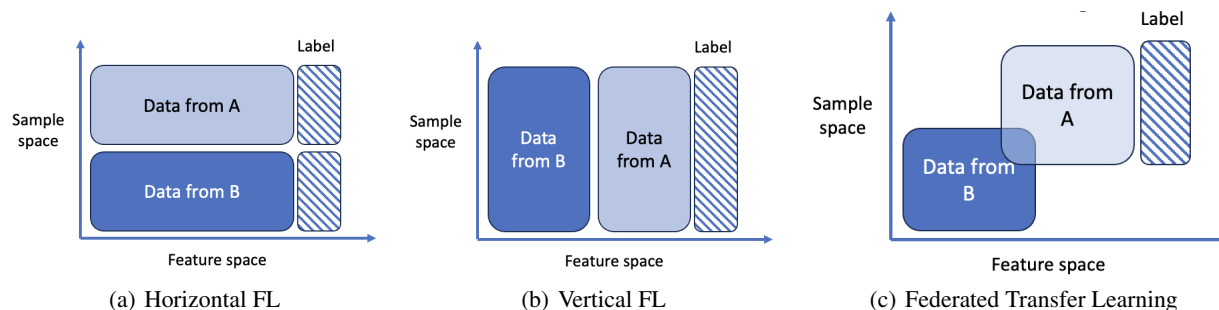 Label
Data from A
Sample
space
Data from B
Feature space
(a) Horizontal FL
Label
Sample
space
Data
from B
Data
from A
Feature space
(b) Vertical FL
Label
Sample
space
Data from
A
Data from
B
Feature space
(c) Federated Transfer Learning